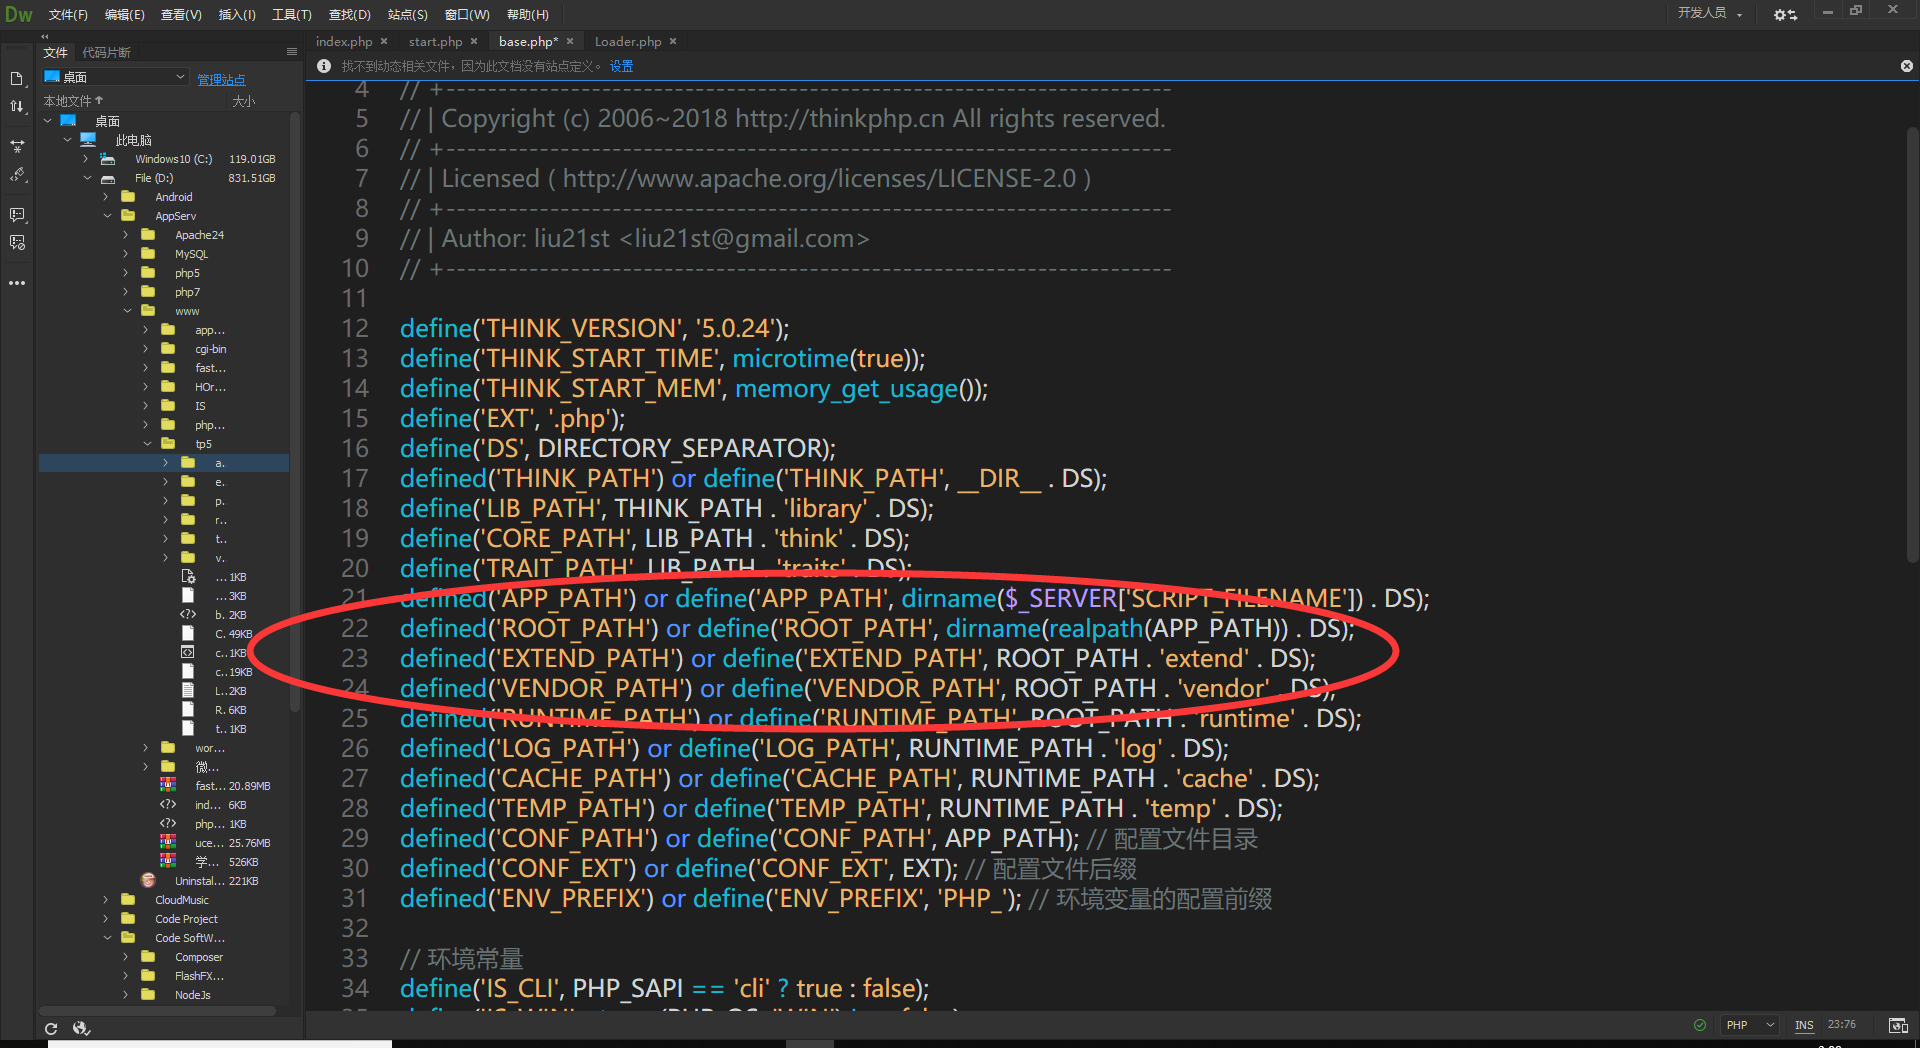 Dw 文件(F) 编辑(E) 查看(V) 插入(I) 工具(T) 查找(D) 站点(S) 窗口(W) 帮助(H) 开发人员
文件 代码片断
index.php × start.php × base.php* × Loader.php ×
桌面 管理站点
找不到动态相关文件，因为此文档没有站点定义。 设置
本地文件↑ 大小
桌面
此电脑
Windows10 (C:) 119.01GB
File (D:) 831.51GB
Android
AppServ
Apache24
MySQL
php5
php7
www
app...
cgi-bin
fast...
HOr...
IS
php...
tp5
a..
e..
p..
r..
t..
v..
... 1KB
... 3KB
b. 2KB
C. 49KB
c.. 1KB
c.. 19KB
L.. 2KB
R. 6KB
t.. 1KB
wor...
微...
fast... 20.89MB
ind... 6KB
php... 1KB
uce... 25.76MB
学... 526KB
Uninstal... 221KB
CloudMusic
Code Project
Code SoftW...
Composer
FlashFX...
NodeJs
4 // +----------------------------------------------------------------------
5 // | Copyright (c) 2006~2018 http://thinkphp.cn All rights reserved.
6 // +----------------------------------------------------------------------
7 // | Licensed ( http://www.apache.org/licenses/LICENSE-2.0 )
8 // +----------------------------------------------------------------------
9 // | Author: liu21st <liu21st@gmail.com>
10 // +----------------------------------------------------------------------
11
12 define('THINK_VERSION', '5.0.24');
13 define('THINK_START_TIME', microtime(true));
14 define('THINK_START_MEM', memory_get_usage());
15 define('EXT', '.php');
16 define('DS', DIRECTORY_SEPARATOR);
17 defined('THINK_PATH') or define('THINK_PATH', __DIR__ . DS);
18 define('LIB_PATH', THINK_PATH . 'library' . DS);
19 define('CORE_PATH', LIB_PATH . 'think' . DS);
20 define('TRAIT_PATH', LIB_PATH . 'traits' . DS);
21 defined('APP_PATH') or define('APP_PATH', dirname($_SERVER['SCRIPT_FILENAME']) . DS);
22 defined('ROOT_PATH') or define('ROOT_PATH', dirname(realpath(APP_PATH)) . DS);
23 defined('EXTEND_PATH') or define('EXTEND_PATH', ROOT_PATH . 'extend' . DS);
24 defined('VENDOR_PATH') or define('VENDOR_PATH', ROOT_PATH . 'vendor' . DS);
25 defined('RUNTIME_PATH') or define('RUNTIME_PATH', ROOT_PATH . 'runtime' . DS);
26 defined('LOG_PATH') or define('LOG_PATH', RUNTIME_PATH . 'log' . DS);
27 defined('CACHE_PATH') or define('CACHE_PATH', RUNTIME_PATH . 'cache' . DS);
28 defined('TEMP_PATH') or define('TEMP_PATH', RUNTIME_PATH . 'temp' . DS);
29 defined('CONF_PATH') or define('CONF_PATH', APP_PATH); // 配置文件目录
30 defined('CONF_EXT') or define('CONF_EXT', EXT); // 配置文件后缀
31 defined('ENV_PREFIX') or define('ENV_PREFIX', 'PHP_'); // 环境变量的配置前缀
32
33 // 环境常量
34 define('IS_CLI', PHP_SAPI == 'cli' ? true : false);
PHP INS 23:76